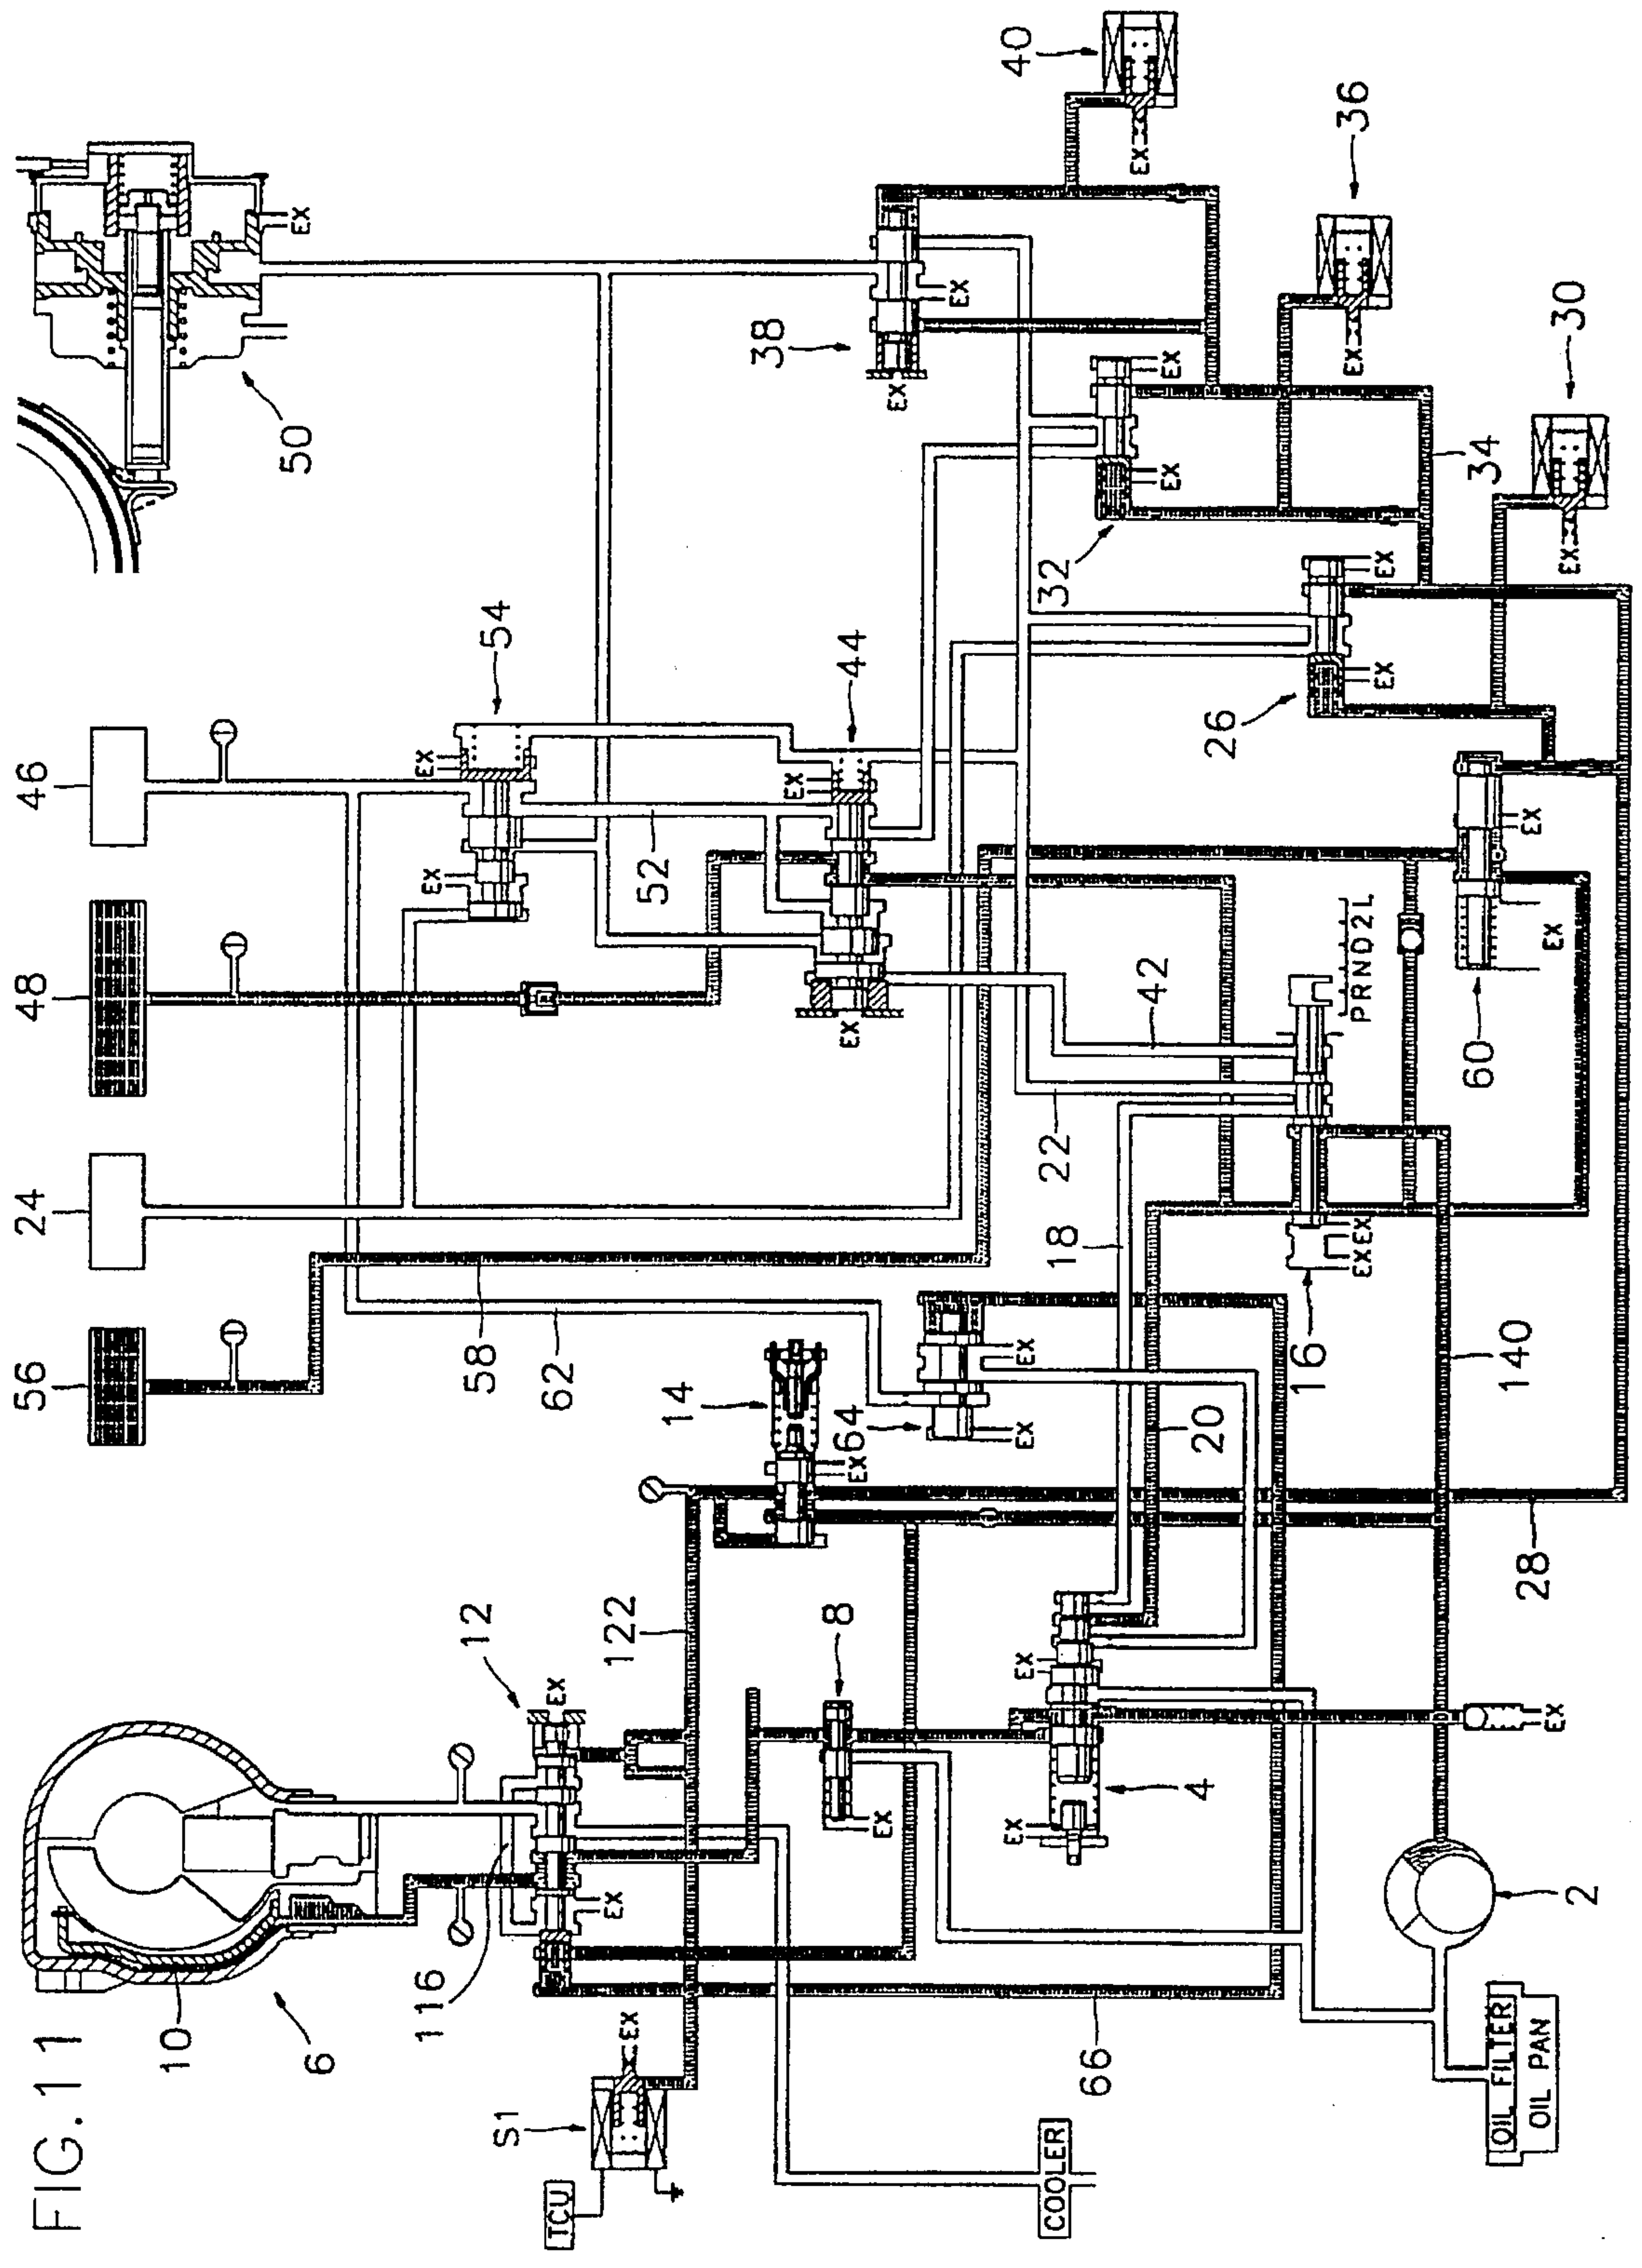 FIG.11
10
6
116
12
EX
EX
S1
EX
TCU
COOLER
122
8
EX
14
EX
64
EX
EX
4
EX
EX
66
2
EX
OIL FILTER
OIL PAN
28
140
20
18
16
EXEX
22
42
PRND2L
60
EX
EX
56
24
48
46
58
62
52
54
EX
EX
44
EX
EX
50
EX
38
EX
EX
40
EX
36
EX
30
EX
32
EX
EX
34
26
EX
EX